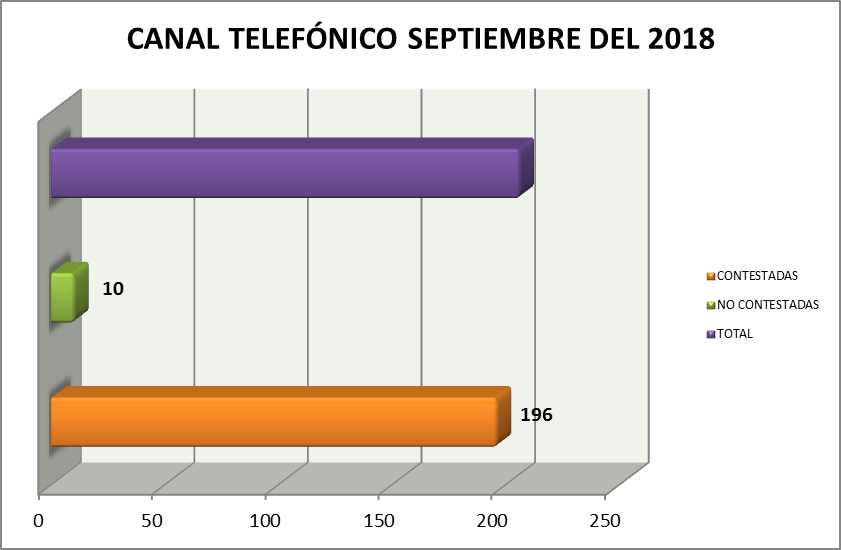 CANAL TELEFÓNICO SEPTIEMBRE DEL 2018
10
196
0 50 100 150 200 250
CONTESTADAS
NO CONTESTADAS
TOTAL